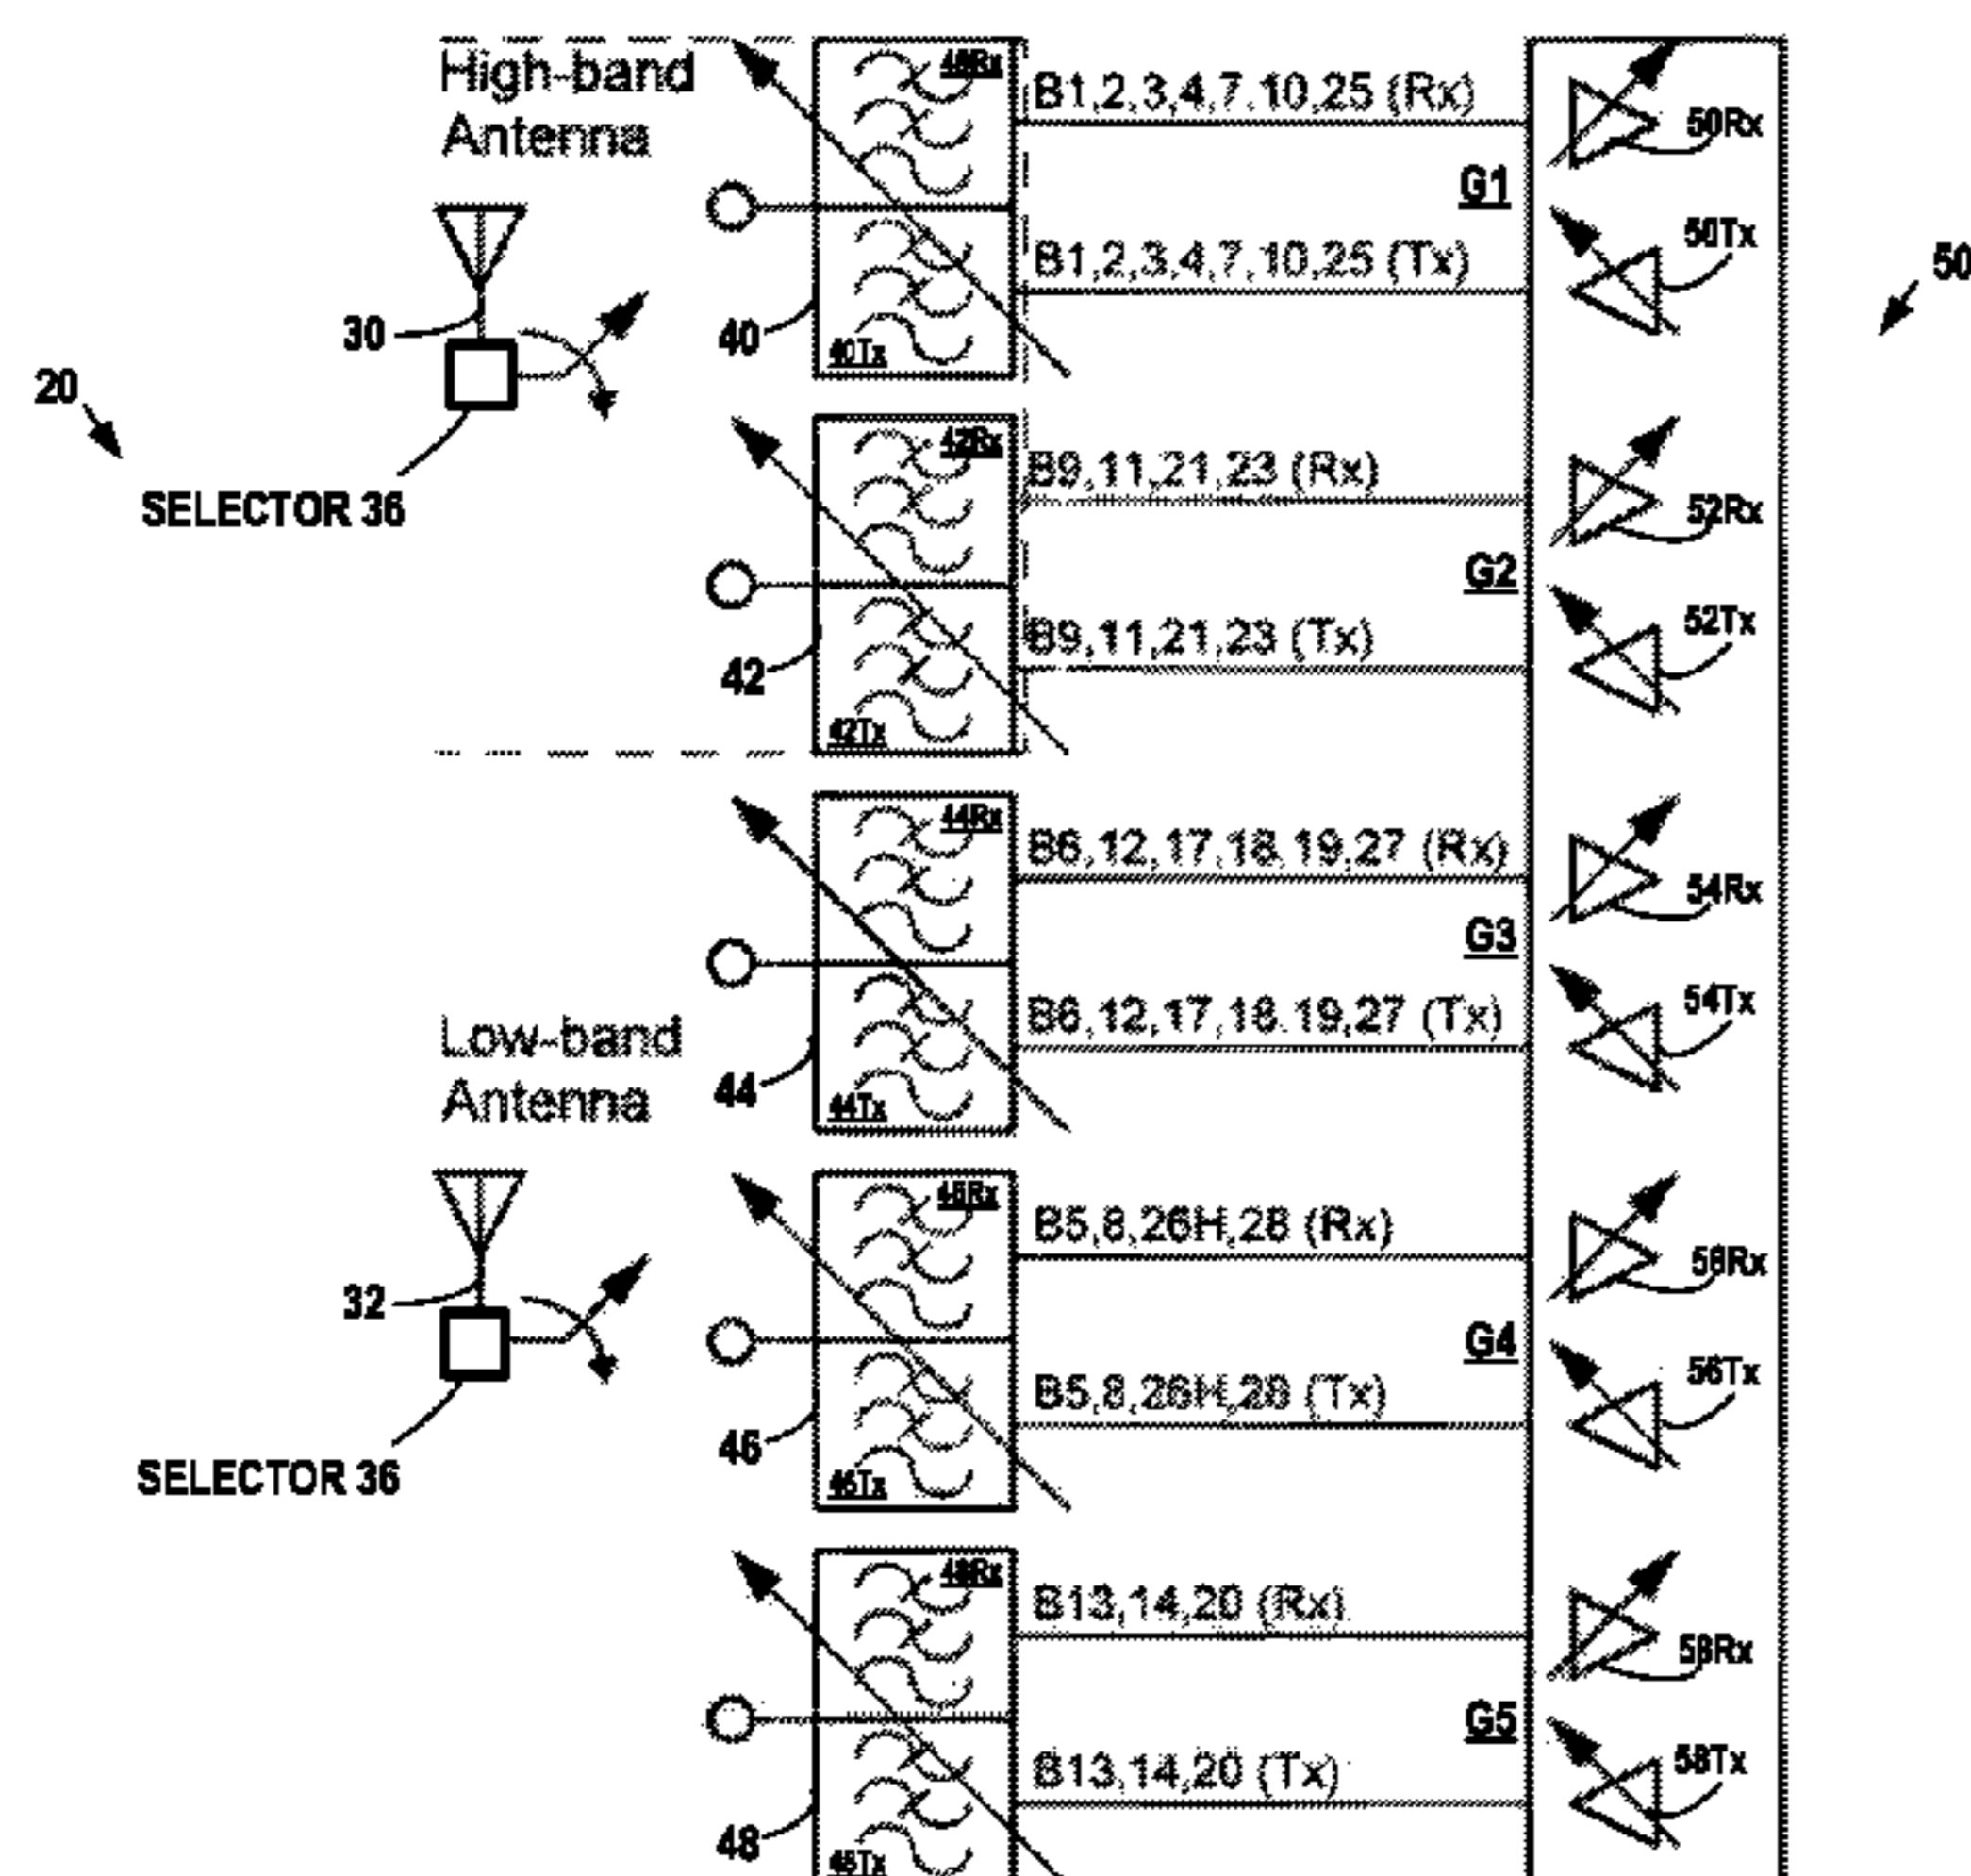 High-band
Antenna
30
20
SELECTOR 36
40Rx
40Tx
40
B1,2,3,4,7,10,25 (Rx)
G1
B1,2,3,4,7,10,25 (Tx)
50Rx
50Tx
50
42Rx
42Tx
42
B9,11,21,23 (Rx)
G2
B9,11,21,23 (Tx)
52Rx
52Tx
44Rx
44Tx
44
B6,12,17,18.19,27 (Rx)
G3
B6,12,17,18.19,27 (Tx)
54Rx
54Tx
Low-band
Antenna
32
SELECTOR 36
46Rx
46Tx
46
B5,8,26H,28 (Rx)
G4
B5,8,26H,28 (Tx)
56Rx
56Tx
48Rx
48Tx
48
B13,14,20 (Rx)
G5
B13,14,20 (Tx)
58Rx
58Tx